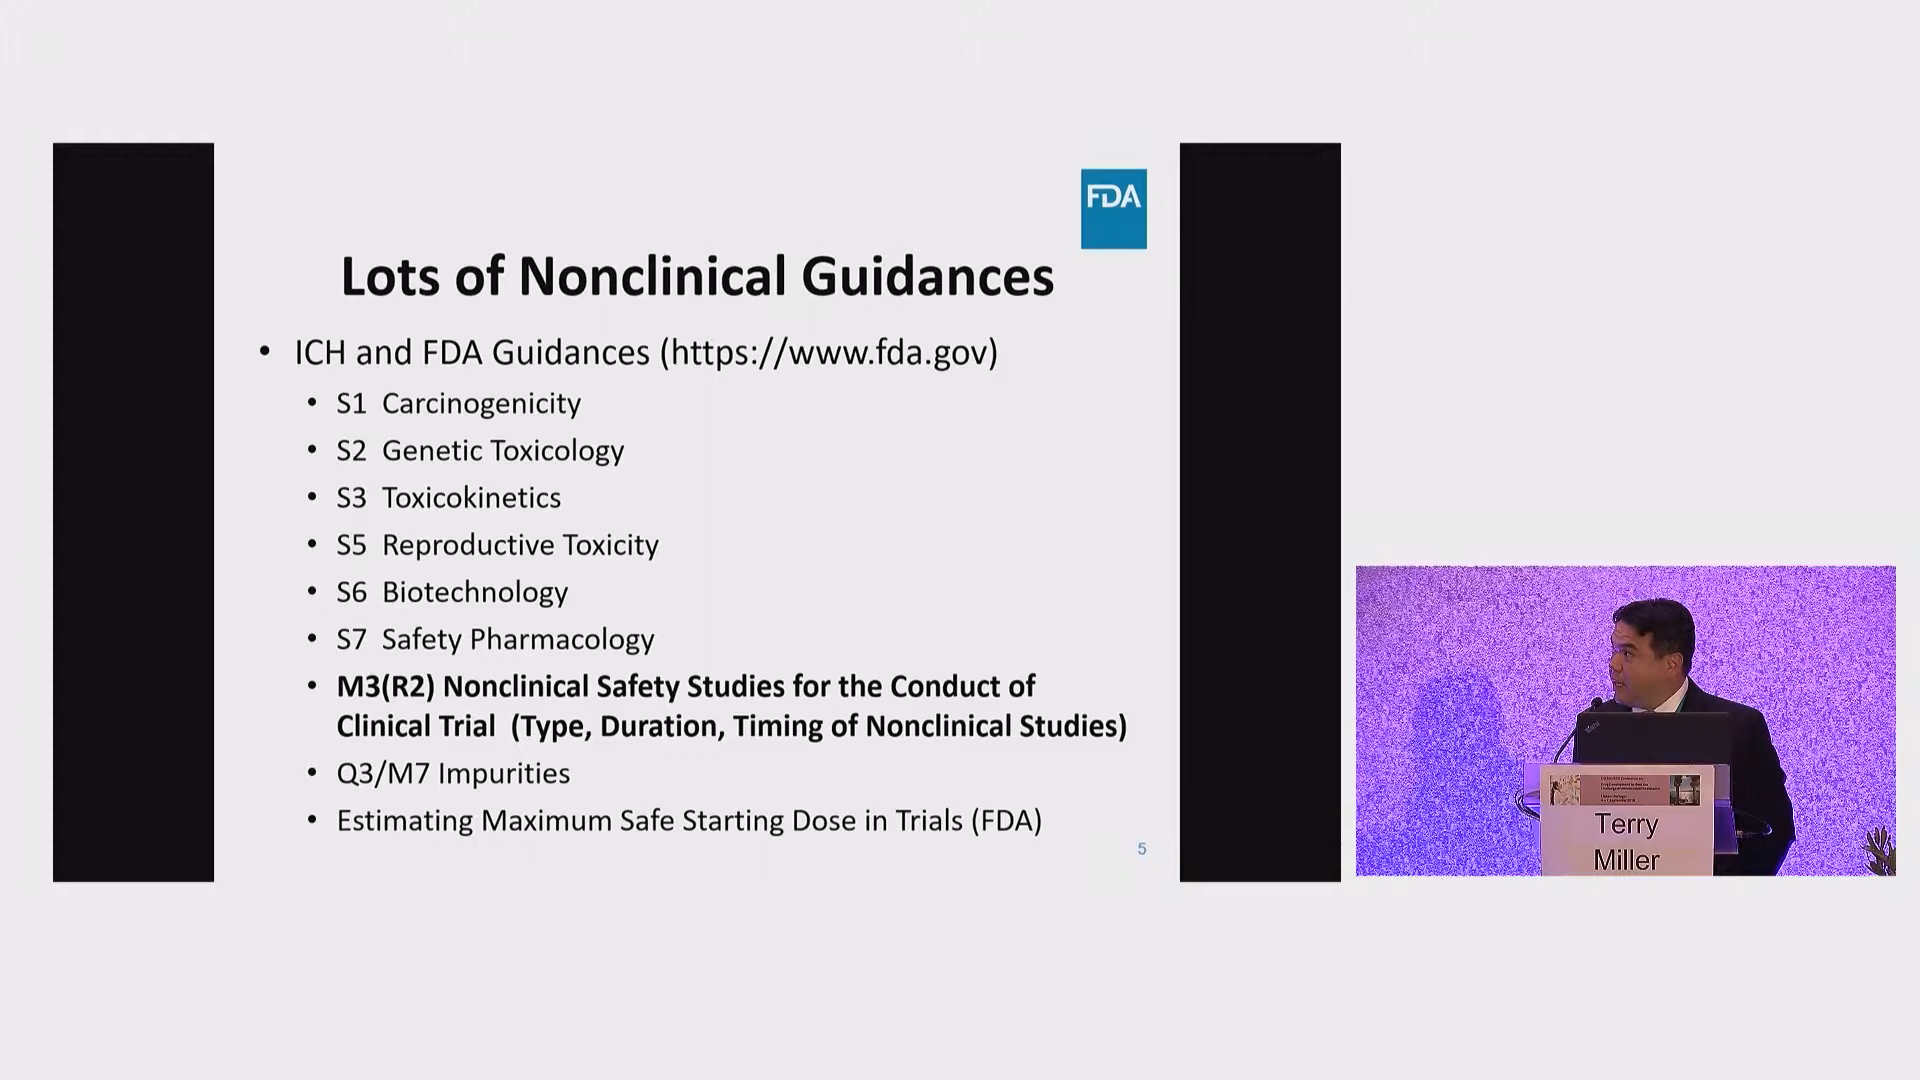 FDA
Lots of Nonclinical Guidances
• ICH and FDA Guidances (https://www.fda.gov)
• S1 Carcinogenicity
• S2 Genetic Toxicology
• S3 Toxicokinetics
• S5 Reproductive Toxicity
• S6 Biotechnology
• S7 Safety Pharmacology
• M3(R2) Nonclinical Safety Studies for the Conduct of
Clinical Trial (Type, Duration, Timing of Nonclinical Studies)
• Q3/M7 Impurities
• Estimating Maximum Safe Starting Dose in Trials (FDA)
5
Terry
Miller